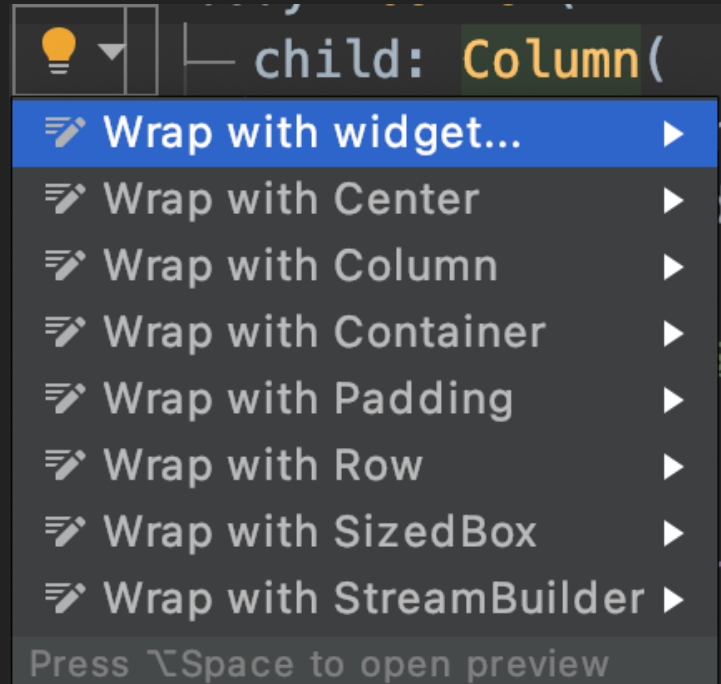 child: Column(
Wrap with widget...
Wrap with Center
Wrap with Column
Wrap with Container
Wrap with Padding
Wrap with Row
Wrap with SizedBox
Wrap with StreamBuilder
Press ⌥Space to open preview